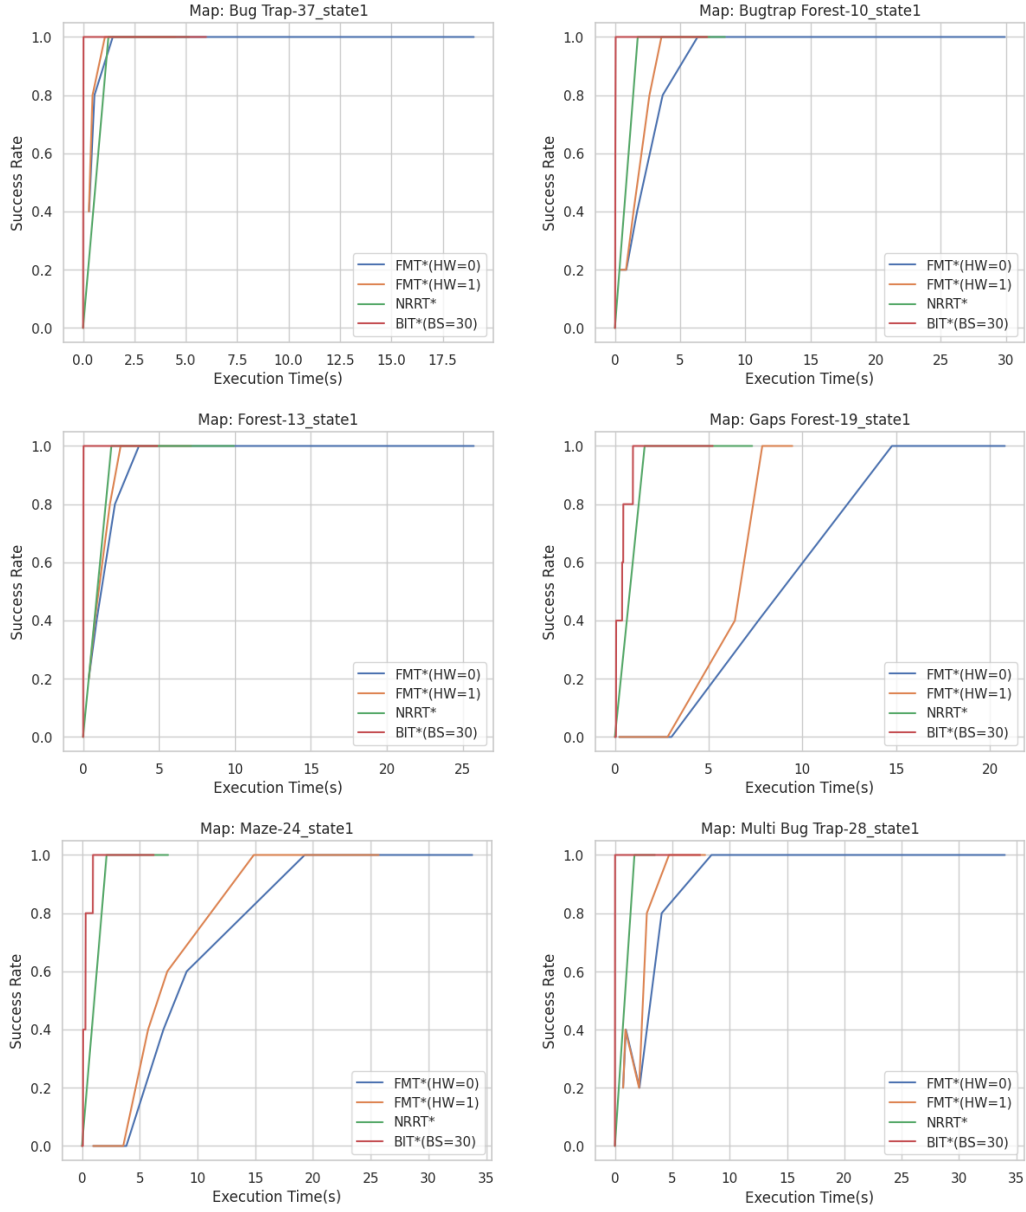 Map: Bug Trap-37_state1
1.0
0.8
0.6
0.4
0.2
0.0
Success Rate
FMT*(HW=0)
FMT*(HW=1)
NRRT*
BIT*(BS=30)
0.0 2.5 5.0 7.5 10.0 12.5 15.0 17.5
Execution Time(s)
Map: Bugtrap Forest-10_state1
1.0
0.8
0.6
0.4
0.2
0.0
Success Rate
FMT*(HW=0)
FMT*(HW=1)
NRRT*
BIT*(BS=30)
0 5 10 15 20 25 30
Execution Time(s)
Map: Forest-13_state1
1.0
0.8
0.6
0.4
0.2
0.0
Success Rate
FMT*(HW=0)
FMT*(HW=1)
NRRT*
BIT*(BS=30)
0 5 10 15 20 25
Execution Time(s)
Map: Gaps Forest-19_state1
1.0
0.8
0.6
0.4
0.2
0.0
Success Rate
FMT*(HW=0)
FMT*(HW=1)
NRRT*
BIT*(BS=30)
0 5 10 15 20
Execution Time(s)
Map: Maze-24_state1
1.0
0.8
0.6
0.4
0.2
0.0
Success Rate
FMT*(HW=0)
FMT*(HW=1)
NRRT*
BIT*(BS=30)
0 5 10 15 20 25 30 35
Execution Time(s)
Map: Multi Bug Trap-28_state1
1.0
0.8
0.6
0.4
0.2
0.0
Success Rate
FMT*(HW=0)
FMT*(HW=1)
NRRT*
BIT*(BS=30)
0 5 10 15 20 25 30 35
Execution Time(s)